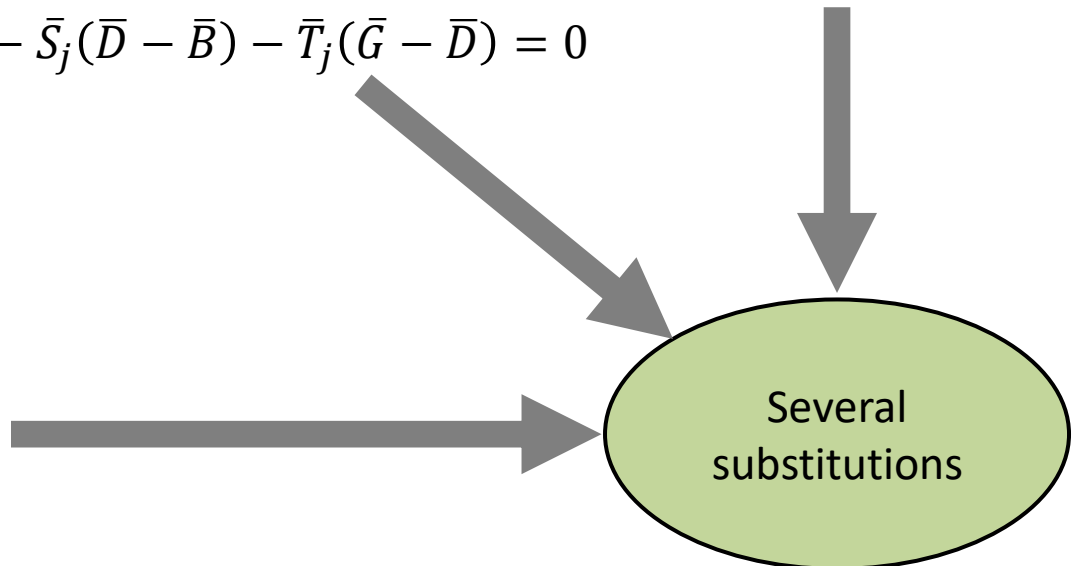 − S̄ⱼ(D̄ − B̄) − T̄ⱼ(Ḡ − D̄) = 0
Several
substitutions